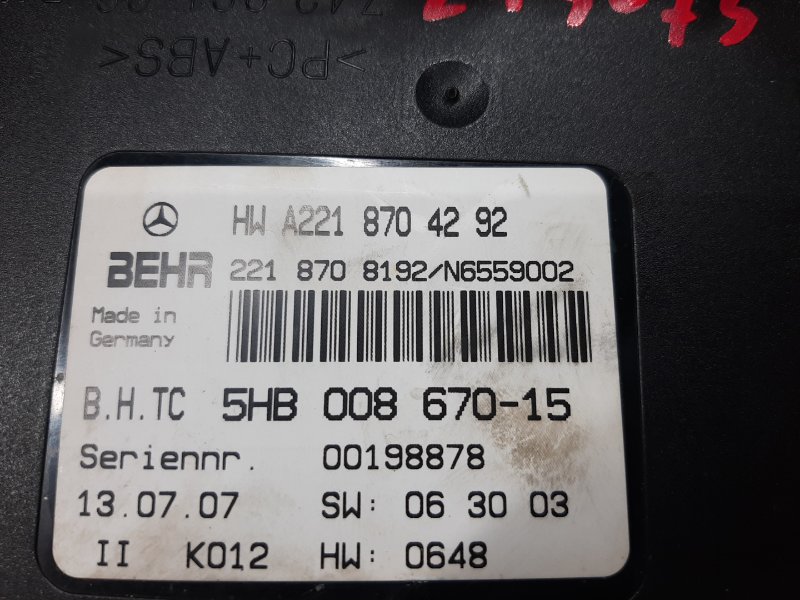 >PC+ABS<
HW A221 870 42 92
BEHR 221 870 8192/N6559002
Made in
Germany
B.H.TC 5HB 008 670-15
Seriennr. 00198878
13.07.07 SW: 06 30 03
II K012 HW: 0648